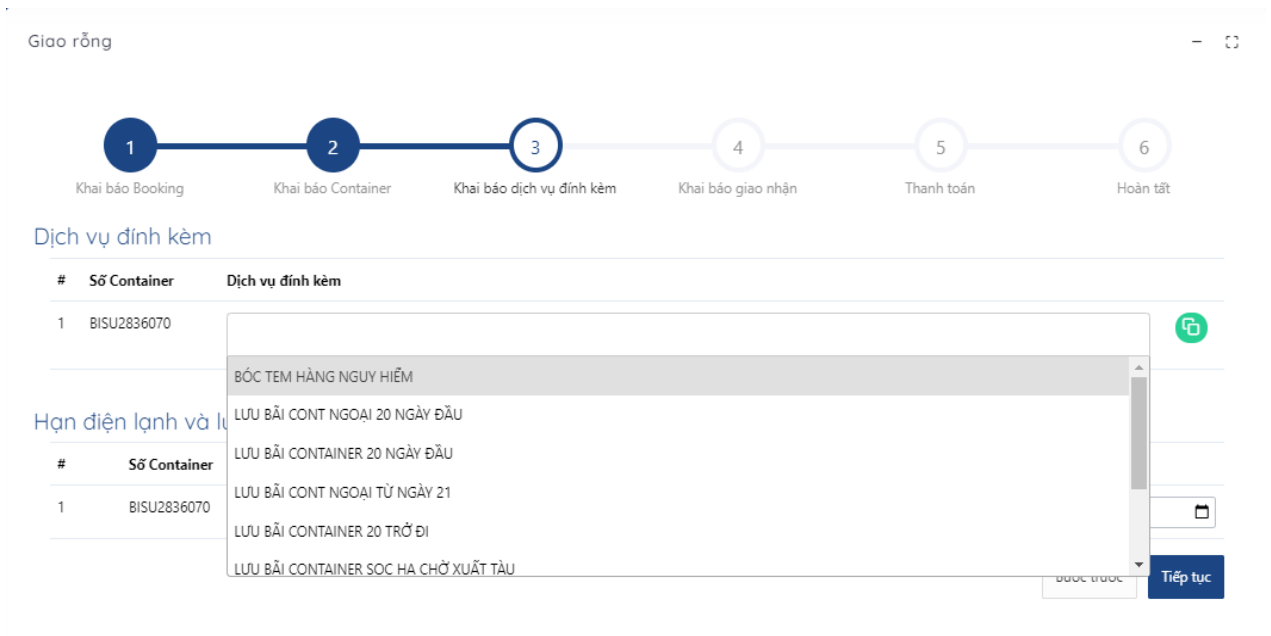 Giao rỗng
1
2
3
4
5
6
Khai báo Booking
Khai báo Container
Khai báo dịch vụ đính kèm
Khai báo giao nhận
Thanh toán
Hoàn tất
Dịch vụ đính kèm
# Số Container Dịch vụ đính kèm
1 BISU2836070
BÓC TEM HÀNG NGUY HIỂM
LƯU BÃI CONT NGOẠI 20 NGÀY ĐẦU
Hạn điện lạnh và
LƯU BÃI CONTAINER 20 NGÀY ĐẦU
# Số Container
LƯU BÃI CONT NGOẠI TỪ NGÀY 21
1 BISU2836070
LƯU BÃI CONTAINER 20 TRỞ ĐI
LƯU BÃI CONTAINER SOC HA CHỜ XUẤT TÀU
Bước trước
Tiếp tục